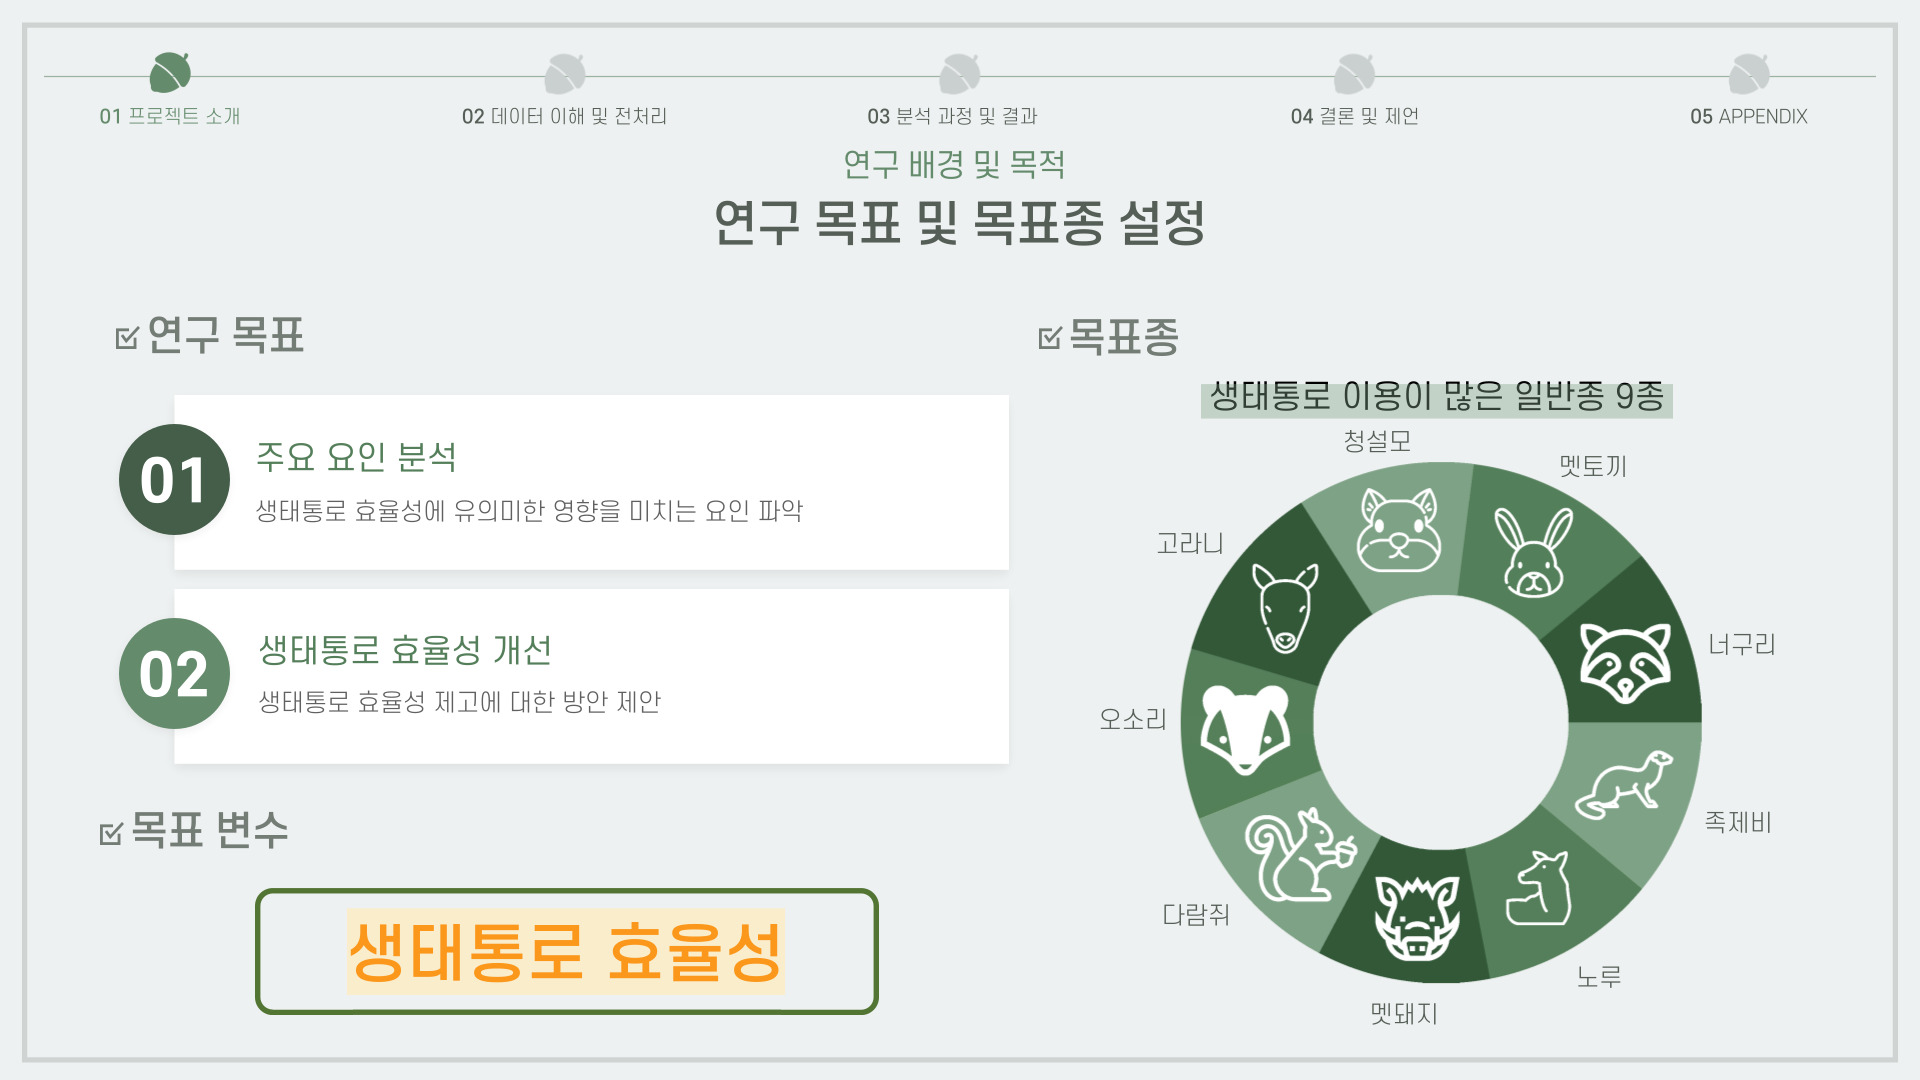 01 프로젝트 소개
02 데이터 이해 및 전처리
03 분석 과정 및 결과
04 결론 및 제언
05 APPENDIX
연구 배경 및 목적
연구 목표 및 목표종 설정
연구 목표
01
주요 요인 분석
생태통로 효율성에 유의미한 영향을 미치는 요인 파악
02
생태통로 효율성 개선
생태통로 효율성 제고에 대한 방안 제안
목표 변수
생태통로 효율성
목표종
생태통로 이용이 많은 일반종 9종
청설모
멧토끼
고라니
너구리
오소리
족제비
다람쥐
노루
멧돼지